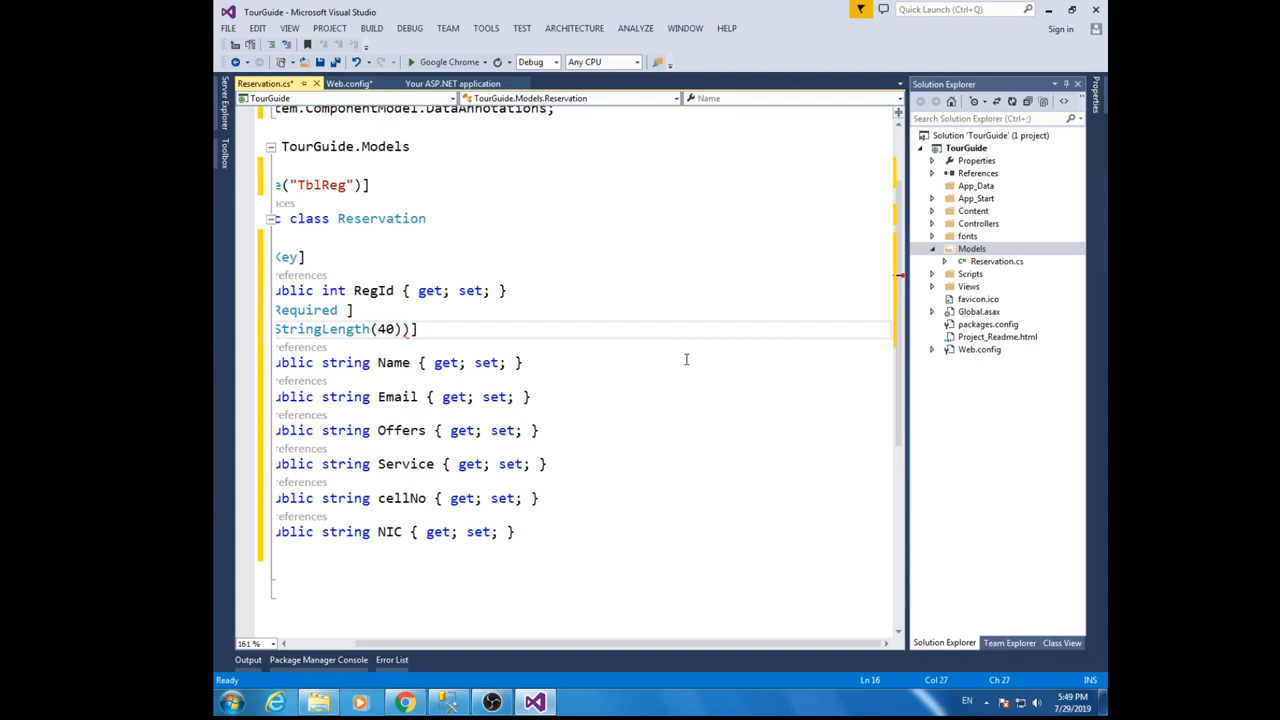 TourGuide - Microsoft Visual Studio
Quick Launch (Ctrl+Q)
FILE EDIT VIEW PROJECT BUILD DEBUG TEAM TOOLS TEST ARCHITECTURE ANALYZE WINDOW HELP
Sign in
Google Chrome Debug Any CPU
Reservation.cs* Web.config* Your ASP.NET application
TourGuide TourGuide.Models.Reservation Name
Server Explorer
Toolbox
tem.ComponentModel.DataAnnotations;
TourGuide.Models
e("TblReg")]
ences
c class Reservation
Key]
references
ublic int RegId { get; set; }
Required ]
StringLength(40))]
references
ublic string Name { get; set; }
references
ublic string Email { get; set; }
references
ublic string Offers { get; set; }
references
ublic string Service { get; set; }
references
ublic string cellNo { get; set; }
references
ublic string NIC { get; set; }
161 %
Solution Explorer
Search Solution Explorer (Ctrl+;)
Solution 'TourGuide' (1 project)
TourGuide
Properties
References
App_Data
App_Start
Content
Controllers
fonts
Models
Reservation.cs
Scripts
Views
favicon.ico
Global.asax
packages.config
Project_Readme.html
Web.config
Solution Explorer Team Explorer Class View
Properties
Output Package Manager Console Error List
Ready Ln 16 Col 27 Ch 27 INS
EN
5:49 PM
7/29/2019